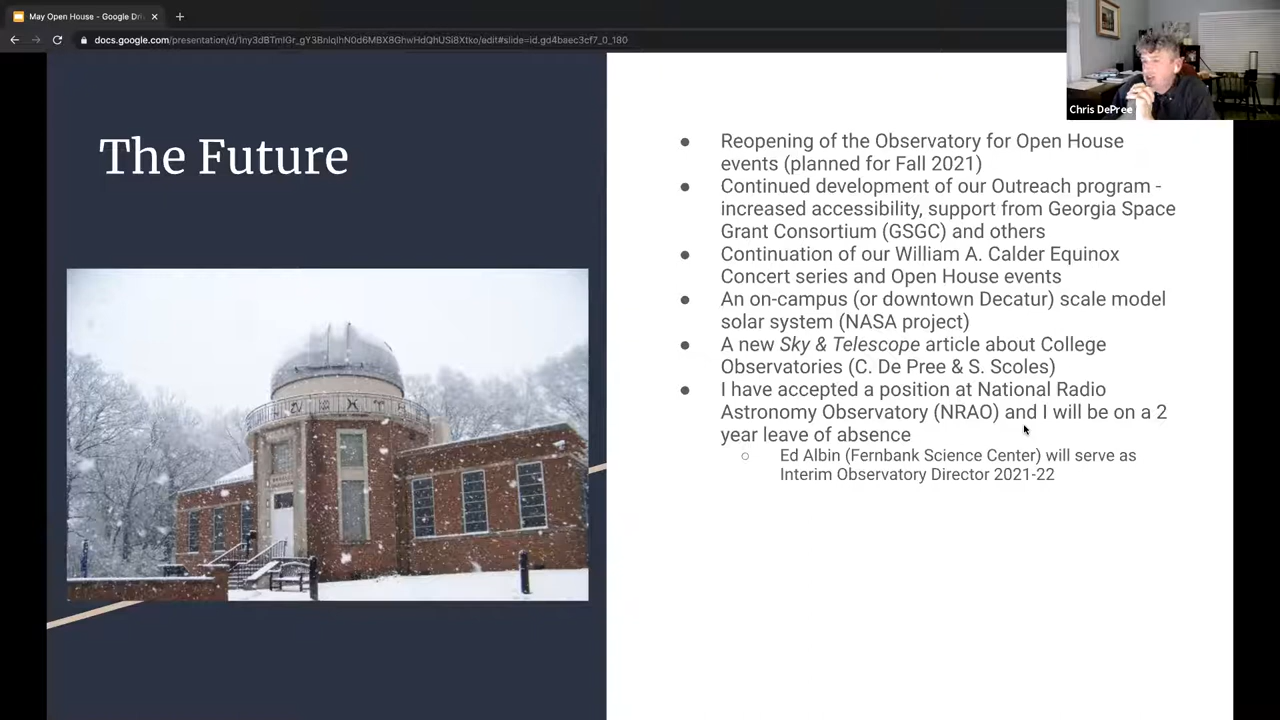 May Open House - Google Dri
docs.google.com/presentation/d/1ny3dBTmIGr_gY3BnlqIhN0d6MBX8GhwHdQhUSi8Xtko/edit#slide=id.gd4baec3cf7_0_180
Chris DePree
The Future
● Reopening of the Observatory for Open House
events (planned for Fall 2021)
● Continued development of our Outreach program -
increased accessibility, support from Georgia Space
Grant Consortium (GSGC) and others
● Continuation of our William A. Calder Equinox
Concert series and Open House events
● An on-campus (or downtown Decatur) scale model
solar system (NASA project)
● A new Sky & Telescope article about College
Observatories (C. De Pree & S. Scoles)
● I have accepted a position at National Radio
Astronomy Observatory (NRAO) and I will be on a 2
year leave of absence
○ Ed Albin (Fernbank Science Center) will serve as
Interim Observatory Director 2021-22